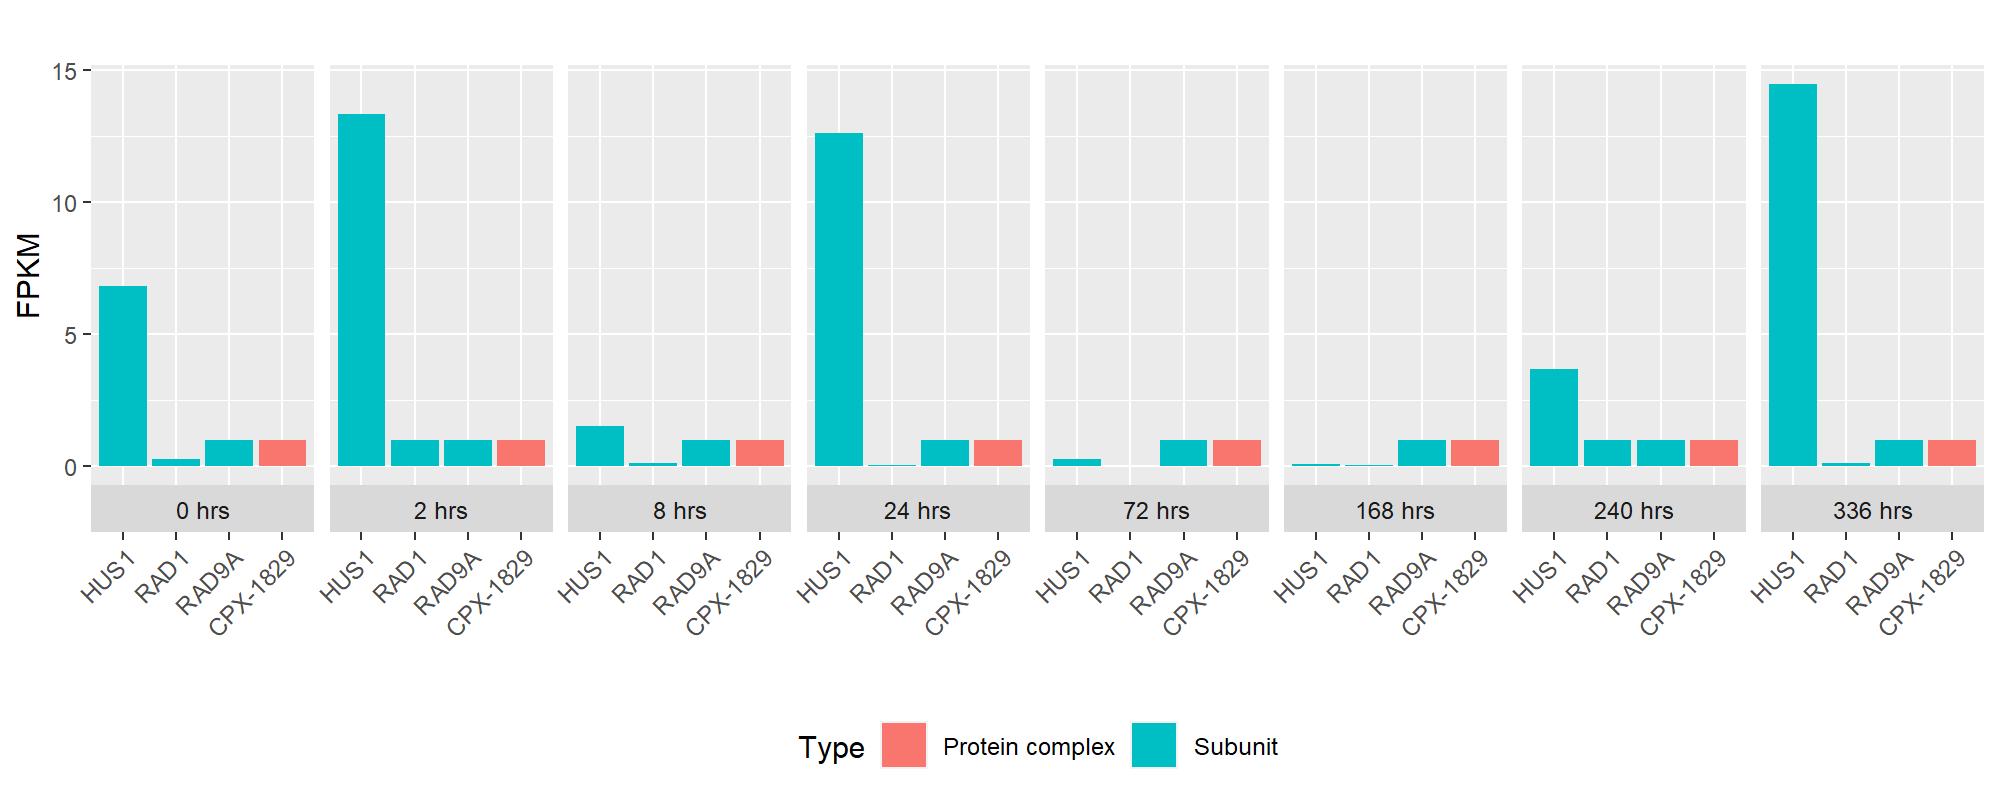 FPKM
15
10
5
0
0 hrs 2 hrs 8 hrs 24 hrs 72 hrs 168 hrs 240 hrs 336 hrs
HUS1 RAD1 RAD9A CPX-1829 HUS1 RAD1 RAD9A CPX-1829 HUS1 RAD1 RAD9A CPX-1829 HUS1 RAD1 RAD9A CPX-1829 HUS1 RAD1 RAD9A CPX-1829 HUS1 RAD1 RAD9A CPX-1829 HUS1 RAD1 RAD9A CPX-1829 HUS1 RAD1 RAD9A CPX-1829
Type Protein complex Subunit